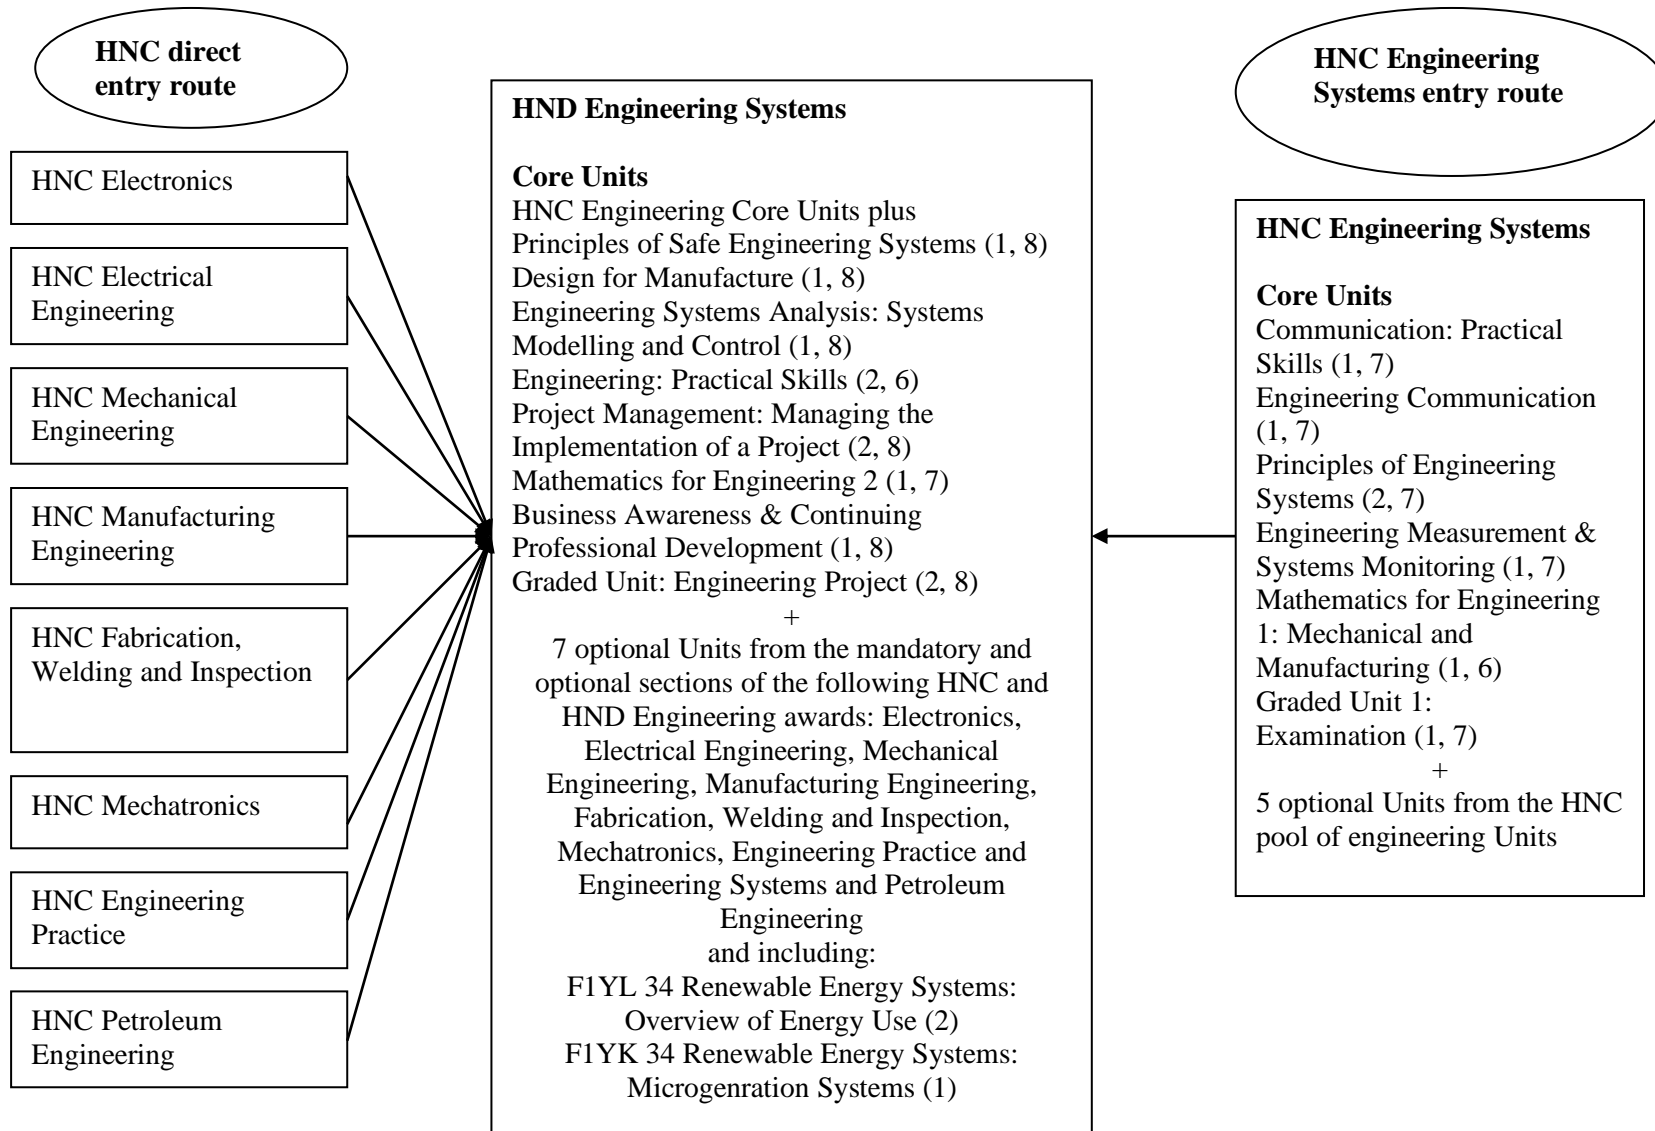 HNC direct
entry route
HNC Electronics
HNC Electrical
Engineering
HNC Mechanical
Engineering
HNC Manufacturing
Engineering
HNC Fabrication,
Welding and Inspection
HNC Mechatronics
HNC Engineering
Practice
HNC Petroleum
Engineering
HND Engineering Systems
Core Units
HNC Engineering Core Units plus
Principles of Safe Engineering Systems (1, 8)
Design for Manufacture (1, 8)
Engineering Systems Analysis: Systems
Modelling and Control (1, 8)
Engineering: Practical Skills (2, 6)
Project Management: Managing the
Implementation of a Project (2, 8)
Mathematics for Engineering 2 (1, 7)
Business Awareness & Continuing
Professional Development (1, 8)
Graded Unit: Engineering Project (2, 8)
+
7 optional Units from the mandatory and
optional sections of the following HNC and
HND Engineering awards: Electronics,
Electrical Engineering, Mechanical
Engineering, Manufacturing Engineering,
Fabrication, Welding and Inspection,
Mechatronics, Engineering Practice and
Engineering Systems and Petroleum
Engineering
and including:
F1YL 34 Renewable Energy Systems:
Overview of Energy Use (2)
F1YK 34 Renewable Energy Systems:
Microgenration Systems (1)
HNC Engineering
Systems entry route
HNC Engineering Systems
Core Units
Communication: Practical
Skills (1, 7)
Engineering Communication
(1, 7)
Principles of Engineering
Systems (2, 7)
Engineering Measurement &
Systems Monitoring (1, 7)
Mathematics for Engineering
1: Mechanical and
Manufacturing (1, 6)
Graded Unit 1:
Examination (1, 7)
+
5 optional Units from the HNC
pool of engineering Units